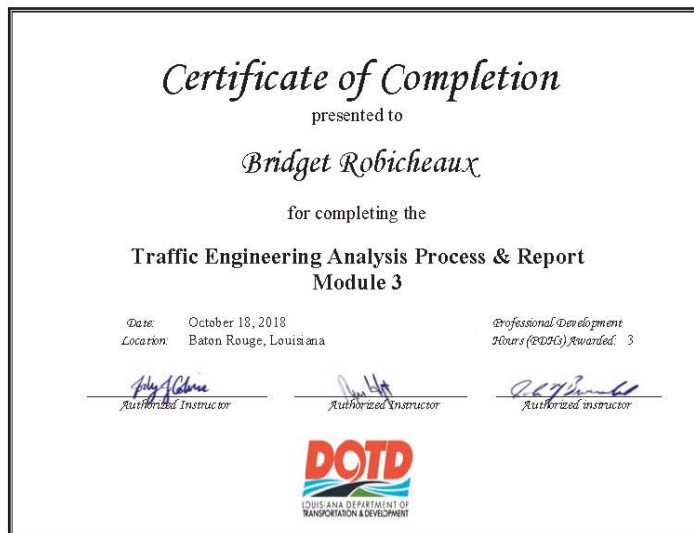 Certificate of Completion
presented to
Bridget Robicheaux
for completing the
Traffic Engineering Analysis Process & Report
Module 3
Date: October 18, 2018
Location: Baton Rouge, Louisiana
Professional Development
Hours (PDHs) Awarded: 3
Authorized Instructor
Authorized Instructor
Authorized instructor
DOTD
LOUISIANA DEPARTMENT OF
TRANSPORTATION & DEVELOPMENT